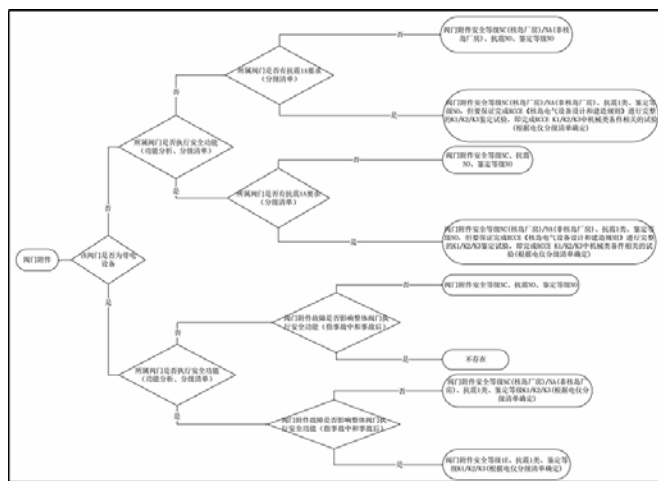 否
阀门附件安全等级NC(核岛厂房)/NA(非核
岛厂房)、抗震NO、鉴定等级NO
所属阀门是否有抗震1A要求
(分级清单)
否
是
阀门附件安全等级NC(核岛厂房)/NA(非核岛厂房)、抗震1类、鉴定等
级NO，但要保证完成RCCE《核岛电气设备设计和建造规则》进行完整
的K1/K2/K3鉴定试验，即完成RCCE K1/K2/K3中机械类备件相关的试验
(根据电仪分级清单确定)
所属阀门是否执行安全功能
(功能分析、分级清单)
否
阀门附件安全等级NC、抗震
NO、鉴定等级NO
是
所属阀门是否有抗震1A要求
(分级清单)
否
是
阀门附件安全等级NC(核岛厂房)/NA(非核岛厂房)、抗震1类、鉴定等
级NO，但要保证完成RCCE《核岛电气设备设计和建造规则》进行完整
的K1/K2/K3鉴定试验，即完成RCCE K1/K2/K3中机械类备件相关的试
验(根据电仪分级清单确定)
阀门附件
该阀门是否为带电
设备
否
阀门附件安全等级NC、抗震NO、鉴定等级NO
是
阀门附件故障是否影响整体阀门执
行安全功能（指事故中和事故后）
否
是
不存在
所属阀门是否执行安全功能
(功能分析、分级清单)
否
阀门附件安全等级NC(核岛厂房)/NA(非核岛厂
房)、抗震1类、鉴定等级K1/K2/K3(根据电仪分
级清单确定)
是
阀门附件故障是否影响整体阀门执
行安全功能（指事故中和事故后）
是
阀门附件安全等级1E、抗震1类、鉴定等
级K1/K2/K3(根据电仪分级清单确定)